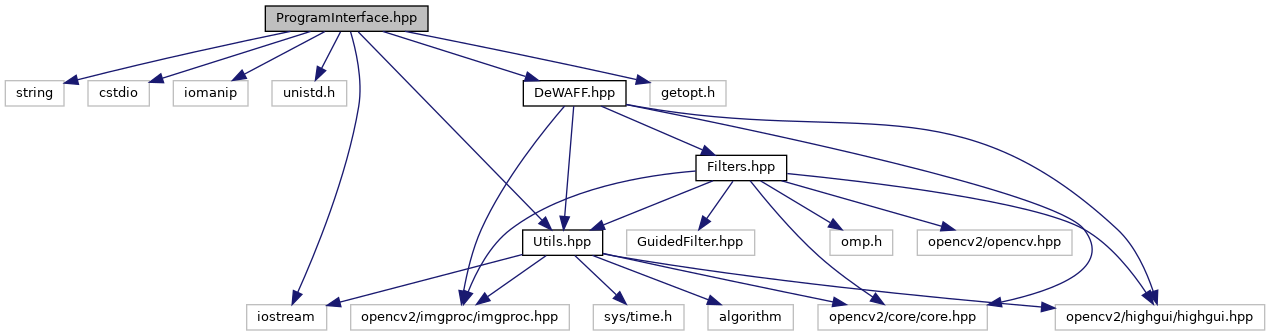 ProgramInterface.hpp
string
cstdio
iomanip
unistd.h
DeWAFF.hpp
getopt.h
Filters.hpp
Utils.hpp
GuidedFilter.hpp
omp.h
opencv2/opencv.hpp
iostream
opencv2/imgproc/imgproc.hpp
sys/time.h
algorithm
opencv2/core/core.hpp
opencv2/highgui/highgui.hpp